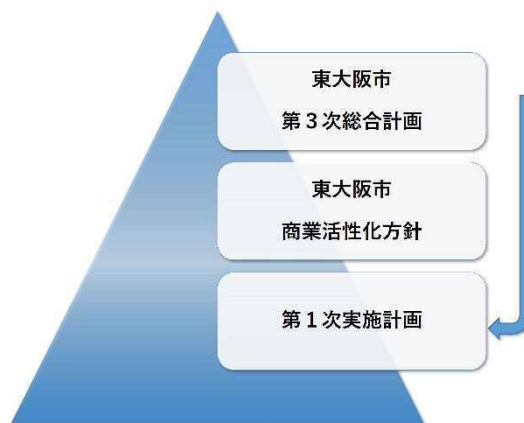 東大阪市
第３次総合計画
東大阪市
商業活性化方針
第１次実施計画